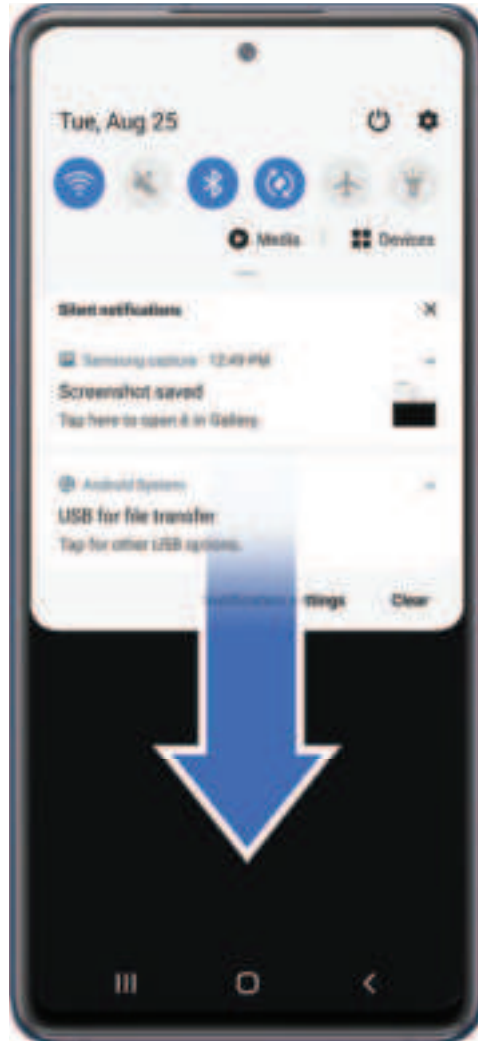 Tue, Aug 25
Media
Devices
Silent notifications
Samsung capture · 12:49 PM
Screenshot saved
Tap here to open it in Gallery.
Android System
USB for file transfer
Tap for other USB options.
Clear